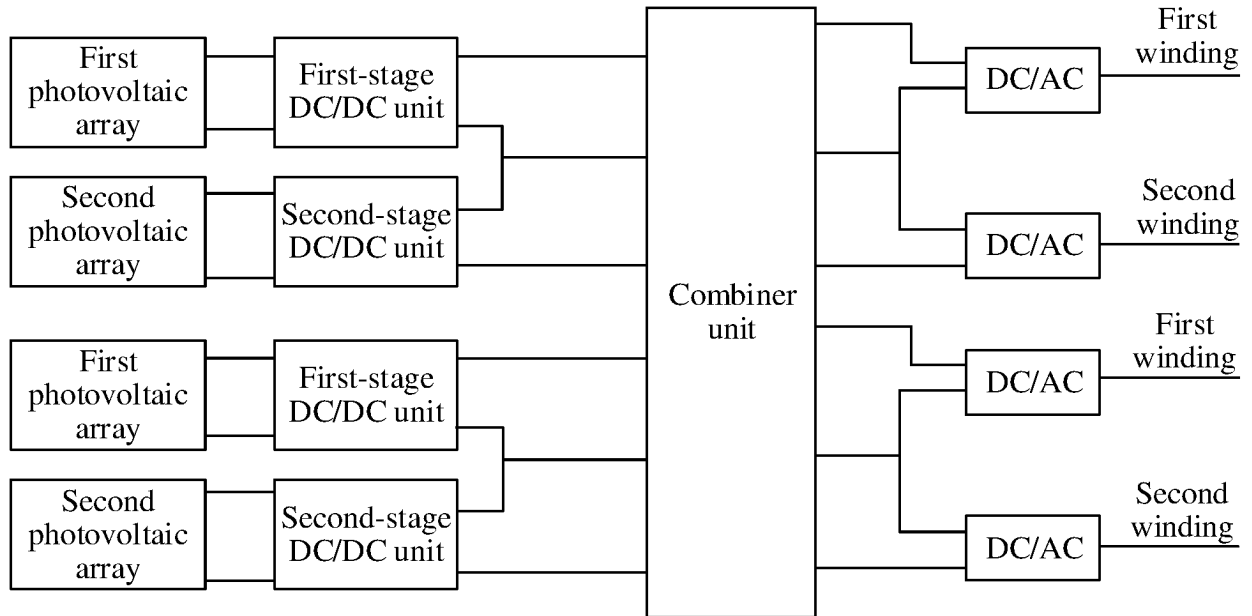 First
photovoltaic
array
First-stage
DC/DC unit
Second
photovoltaic
array
Second-stage
DC/DC unit
First
photovoltaic
array
First-stage
DC/DC unit
Second
photovoltaic
array
Second-stage
DC/DC unit
Combiner
unit
DC/AC
First
winding
DC/AC
Second
winding
DC/AC
First
winding
DC/AC
Second
winding